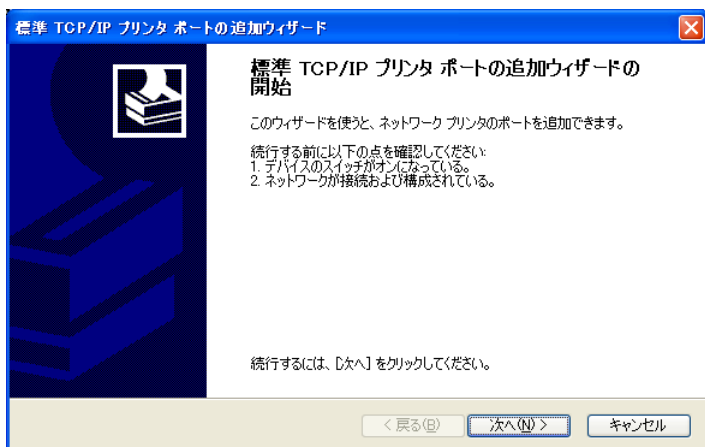 標準 TCP/IP プリンタ ポートの追加ウィザード
標準 TCP/IP プリンタ ポートの追加ウィザードの
開始
このウィザードを使うと、ネットワーク プリンタのポートを追加できます。
続行する前に以下の点を確認してください:
1. デバイスのスイッチがオンになっている。
2. ネットワークが接続および構成されている。
続行するには、[次へ] をクリックしてください。
< 戻る(B) 次へ(N) > キャンセル